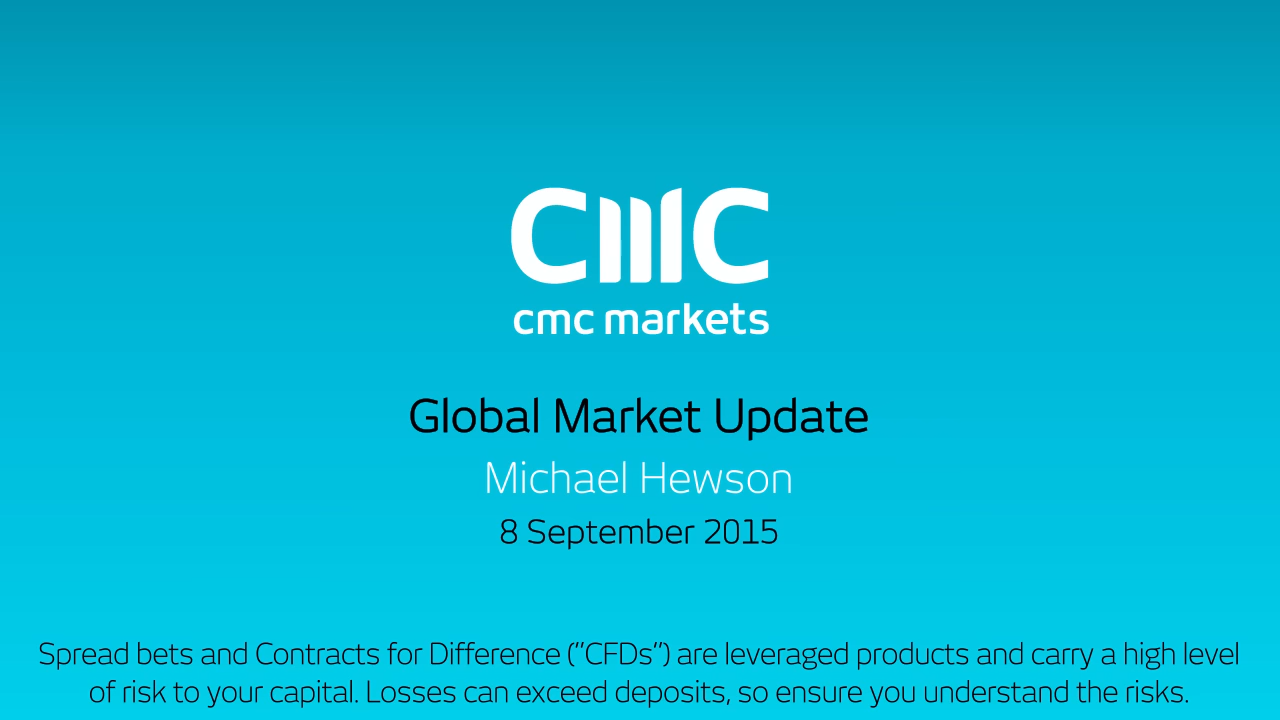 CMC
cmc markets
Global Market Update
Michael Hewson
8 September 2015
Spread bets and Contracts for Difference (“CFDs”) are leveraged products and carry a high level
of risk to your capital. Losses can exceed deposits, so ensure you understand the risks.